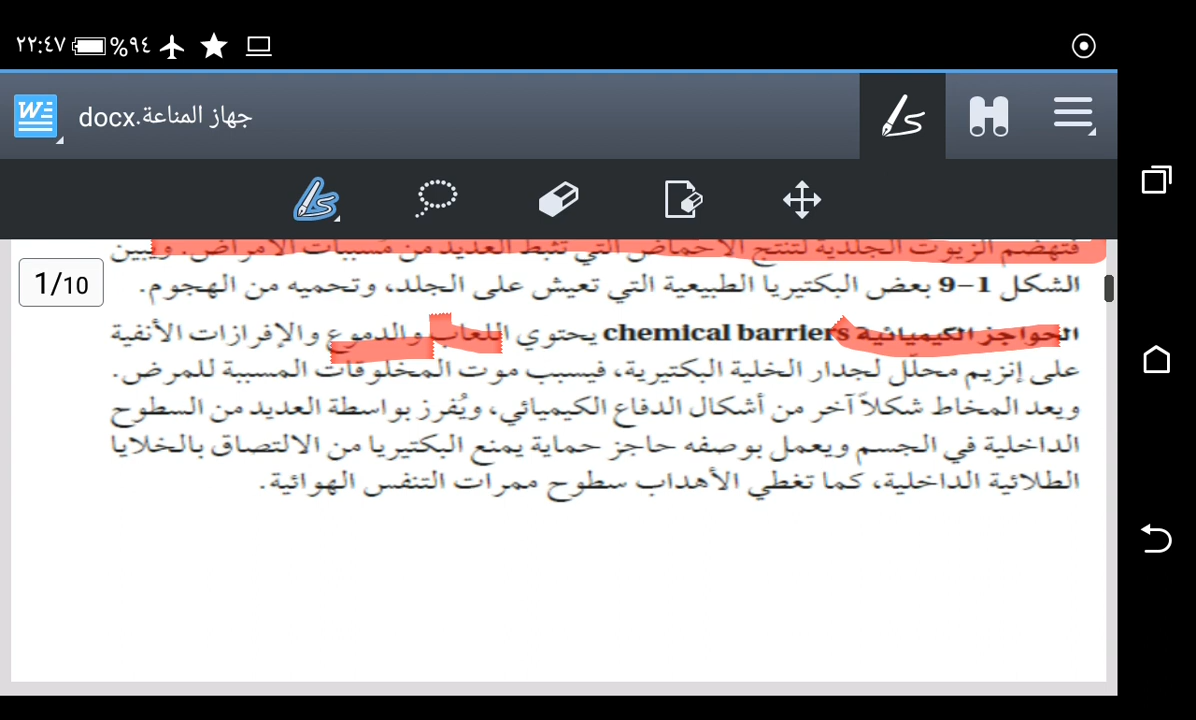 ٢٢:٤٧ %٩٤
جهاز المناعة.docx
1/10
فتهضم الزيوت الجلدية لتنتج الأحماض التي تثبط العديد من مسببات الأمراض. ويبين
الشكل 1-9 بعض البكتيريا الطبيعية التي تعيش على الجلد، وتحميه من الهجوم.
الحواجز الكيميائية chemical barriers يحتوي اللعاب والدموع والإفرازات الأنفية
على إنزيم محلّل لجدار الخلية البكتيرية، فيسبب موت المخلوقات المسببة للمرض.
ويعد المخاط شكلاً آخر من أشكال الدفاع الكيميائي، ويُفرز بواسطة العديد من السطوح
الداخلية في الجسم ويعمل بوصفه حاجز حماية يمنع البكتيريا من الالتصاق بالخلايا
الطلائية الداخلية، كما تغطي الأهداب سطوح ممرات التنفس الهوائية.